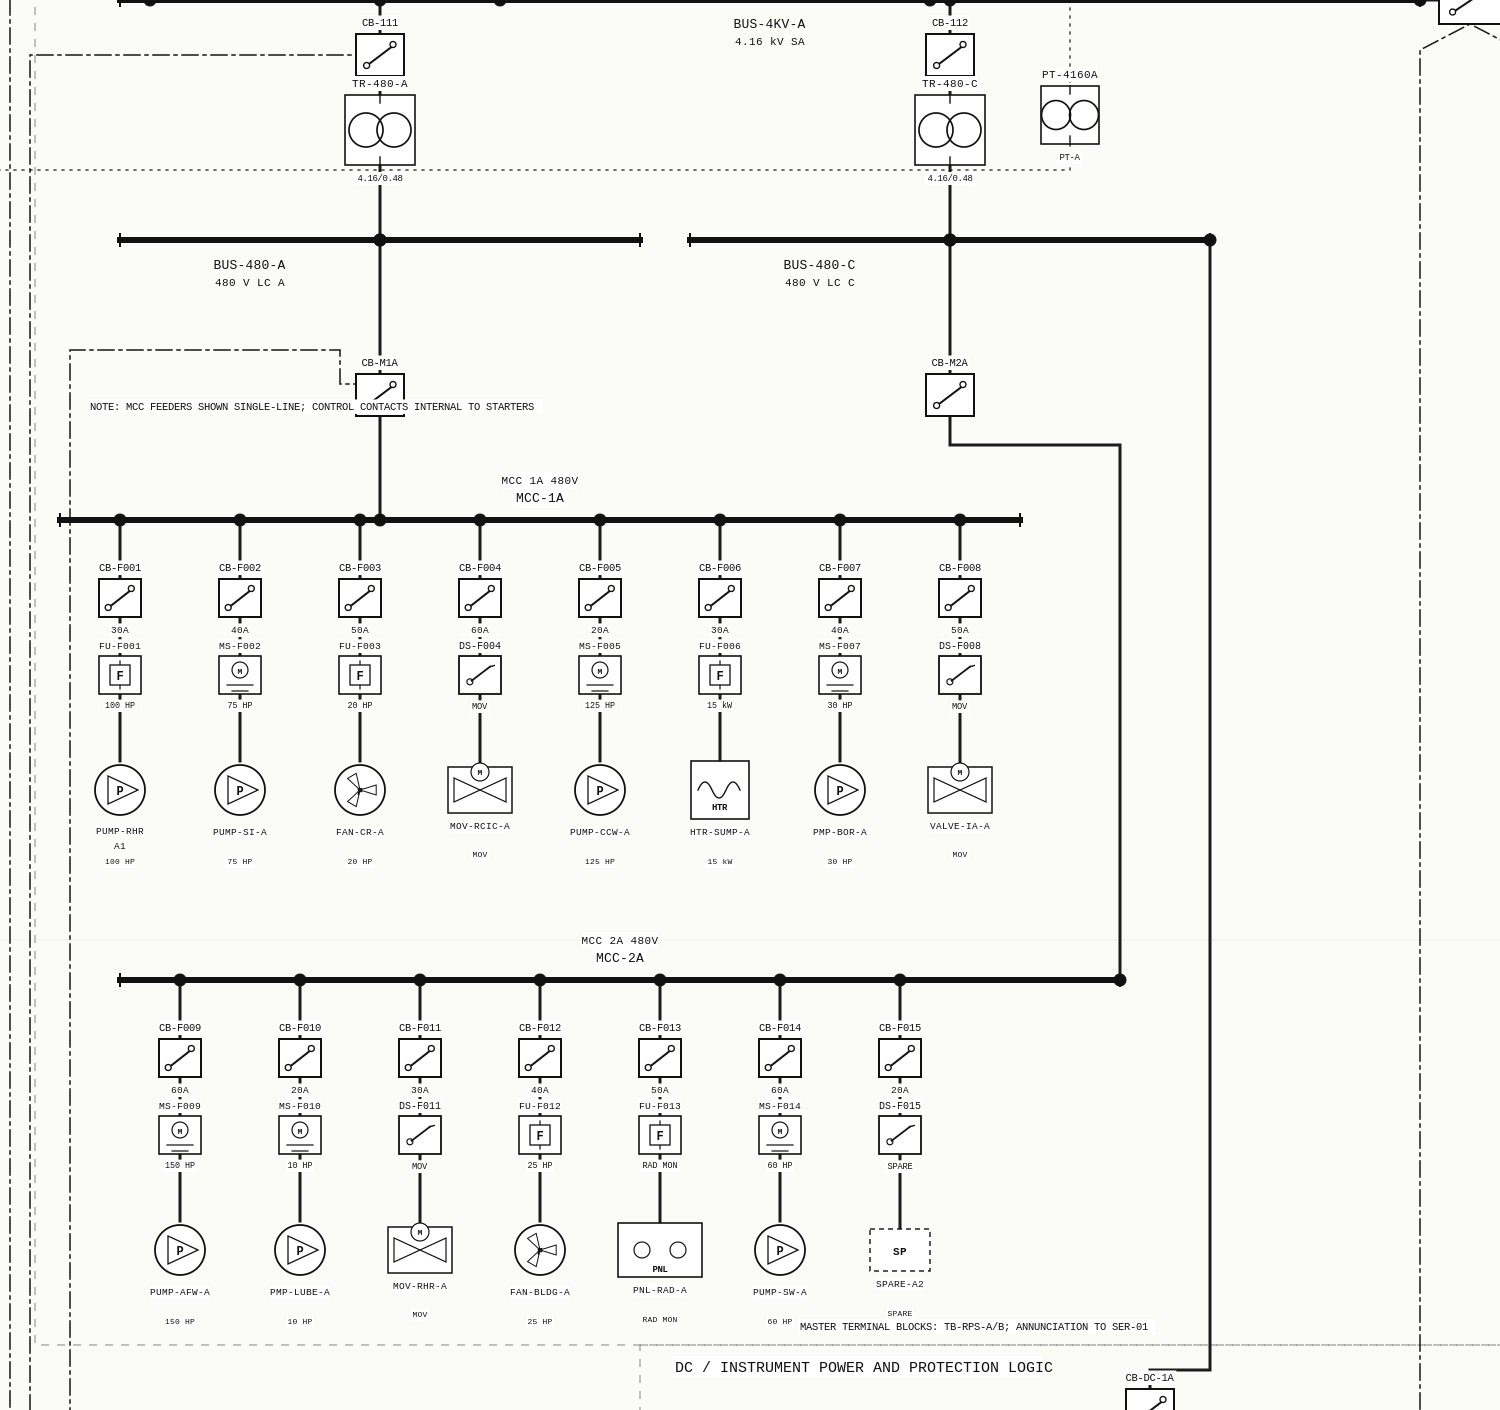 CB-111
BUS-4KV-A
CB-112
4.16 kV SA
TR-480-A
TR-480-C
PT-4160A
PT-A
4.16/0.48
4.16/0.48
BUS-480-A
480 V LC A
BUS-480-C
480 V LC C
CB-M1A
CB-M2A
NOTE: MCC FEEDERS SHOWN SINGLE-LINE; CONTROL CONTACTS INTERNAL TO STARTERS
MCC 1A 480V
MCC-1A
CB-F001 CB-F002 CB-F003 CB-F004 CB-F005 CB-F006 CB-F007 CB-F008
30A 40A 50A 60A 20A 30A 40A 50A
FU-F001 MS-F002 FU-F003 DS-F004 MS-F005 FU-F006 MS-F007 DS-F008
F M F M F M
100 HP 75 HP 20 HP MOV 125 HP 15 kW 30 HP MOV
M M
P P P P
HTR
PUMP-RHR A1
PUMP-SI-A
FAN-CR-A
MOV-RCIC-A
PUMP-CCW-A
HTR-SUMP-A
PMP-BOR-A
VALVE-IA-A
100 HP 75 HP 20 HP MOV 125 HP 15 kW 30 HP MOV
MCC 2A 480V
MCC-2A
CB-F009 CB-F010 CB-F011 CB-F012 CB-F013 CB-F014 CB-F015
60A 20A 30A 40A 50A 60A 20A
MS-F009 MS-F010 DS-F011 FU-F012 FU-F013 MS-F014 DS-F015
M M F F M
150 HP 10 HP MOV 25 HP RAD MON 60 HP SPARE
M
P P P SP
PNL
PUMP-AFW-A PMP-LUBE-A MOV-RHR-A FAN-BLDG-A PNL-RAD-A PUMP-SW-A SPARE-A2
150 HP 10 HP MOV 25 HP RAD MON 60 HP SPARE
MASTER TERMINAL BLOCKS: TB-RPS-A/B; ANNUNCIATION TO SER-01
DC / INSTRUMENT POWER AND PROTECTION LOGIC
CB-DC-1A